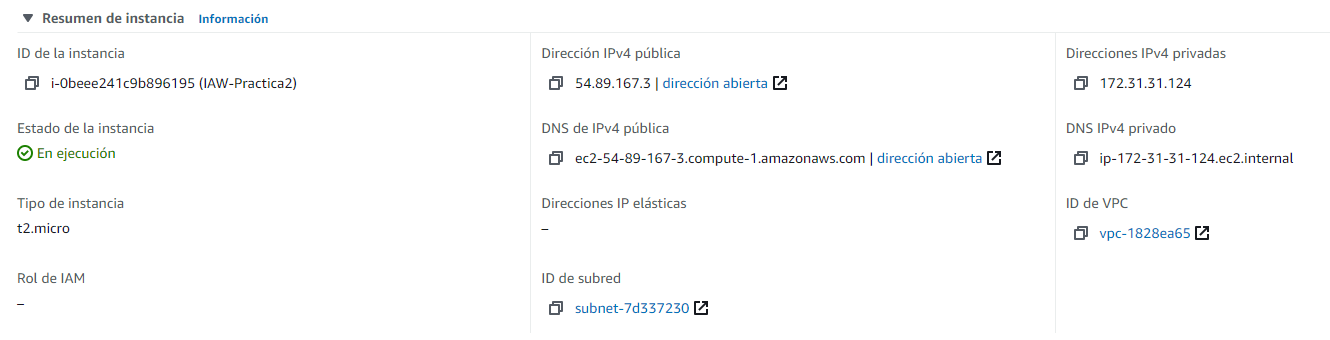 Resumen de instancia Información
ID de la instancia
i-0beee241c9b896195 (IAW-Practica2)
Estado de la instancia
En ejecución
Tipo de instancia
t2.micro
Rol de IAM
–
Dirección IPv4 pública
54.89.167.3 | dirección abierta
DNS de IPv4 pública
ec2-54-89-167-3.compute-1.amazonaws.com | dirección abierta
Direcciones IP elásticas
–
ID de subred
subnet-7d337230
Direcciones IPv4 privadas
172.31.31.124
DNS IPv4 privado
ip-172-31-31-124.ec2.internal
ID de VPC
vpc-1828ea65